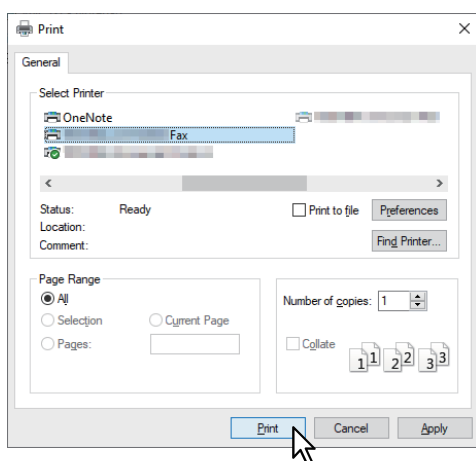 Print
General
Select Printer
OneNote
Fax
Status: Ready
Location:
Comment:
Print to file
Preferences
Find Printer...
Page Range
All
Selection
Current Page
Pages:
Number of copies: 1
Collate
1 1 2 2 3 3
Print Cancel Apply